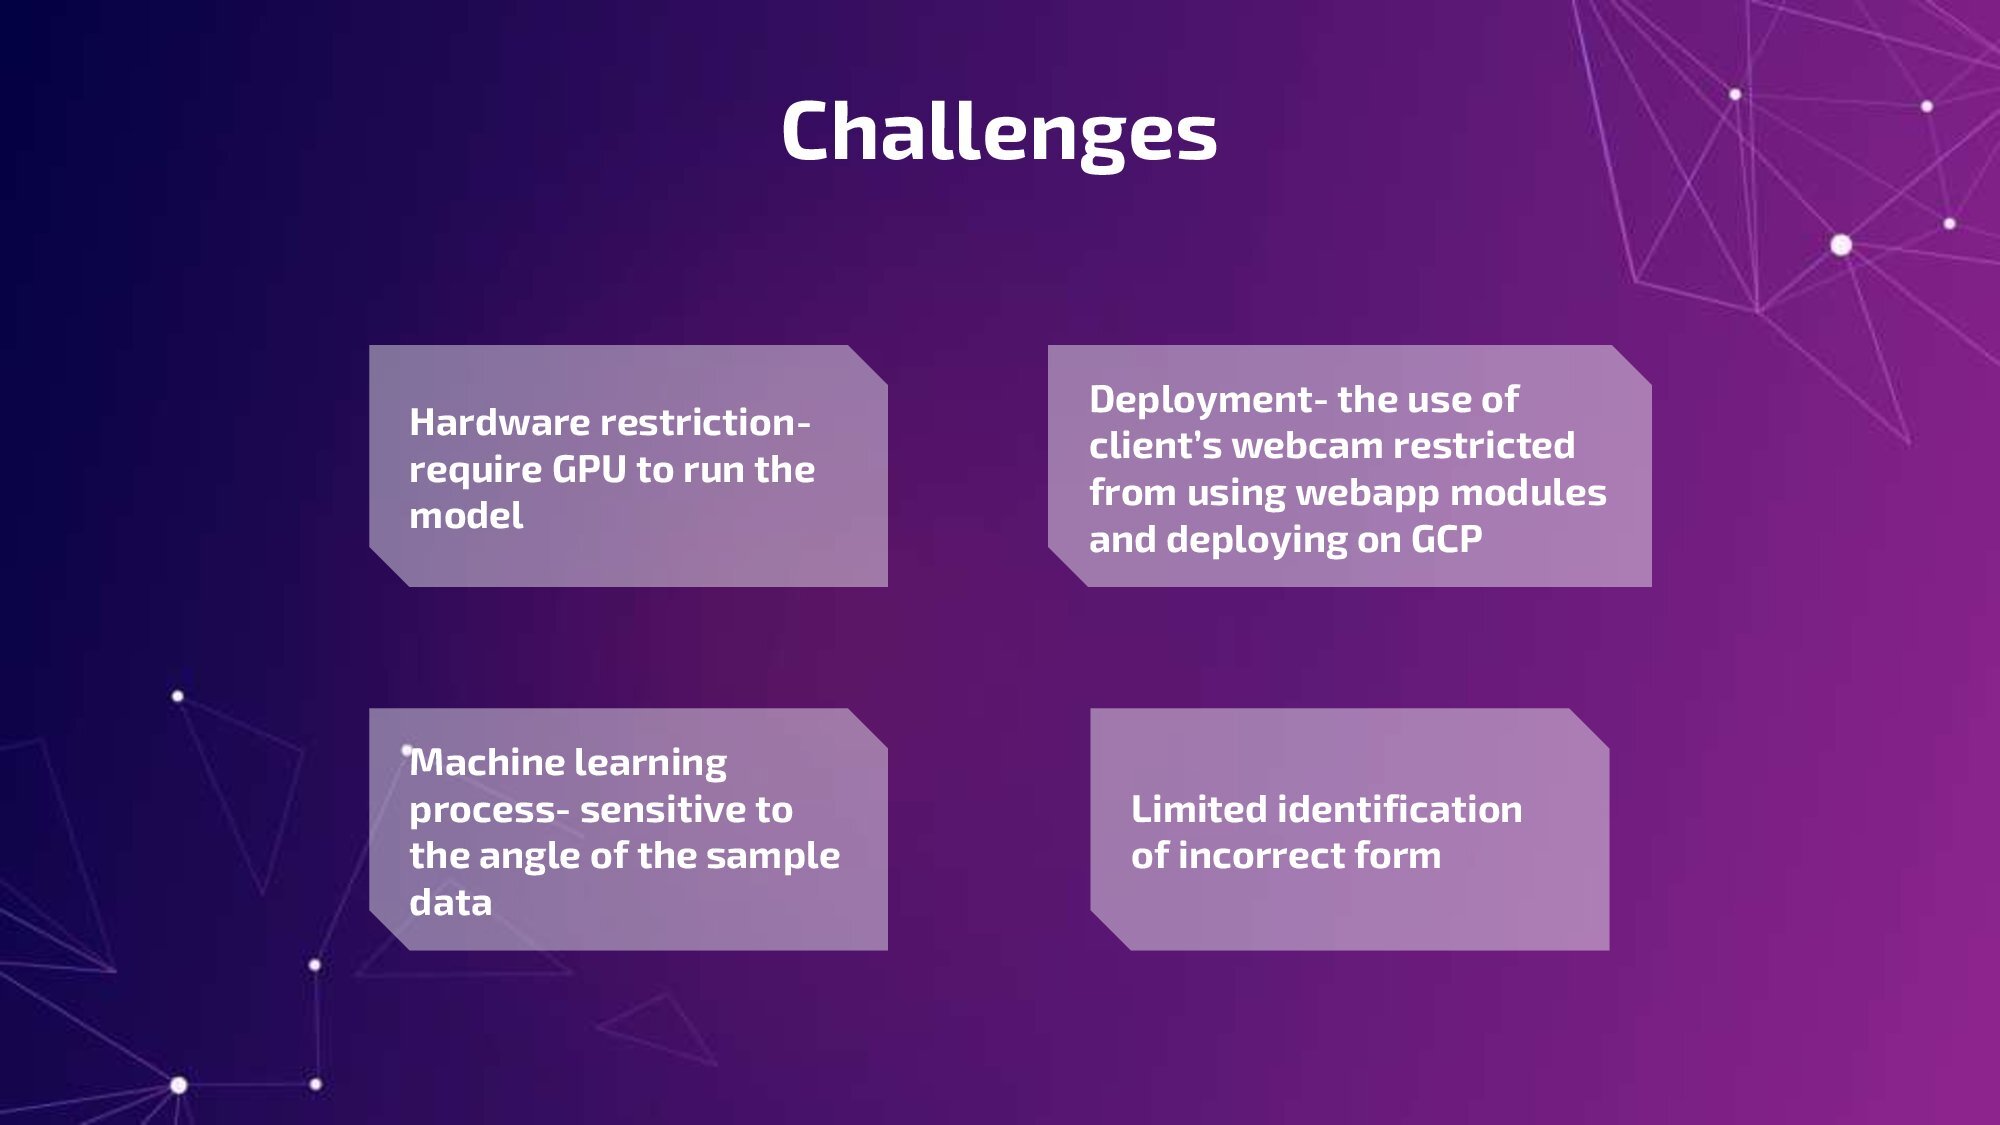 Challenges
Hardware restriction-
require GPU to run the
model
Deployment- the use of
client’s webcam restricted
from using webapp modules
and deploying on GCP
Machine learning
process- sensitive to
the angle of the sample
data
Limited identification
of incorrect form